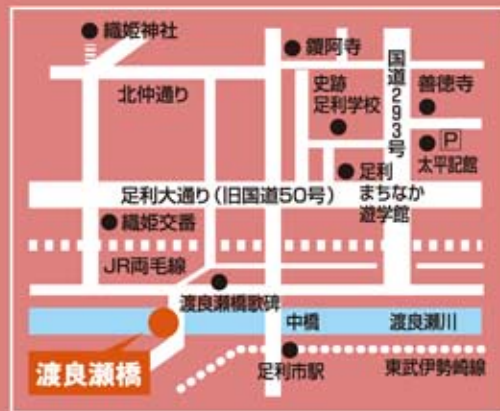 織姫神社
鑁阿寺
北仲通り
史跡
足利学校
国道293号
善徳寺
P
太平記館
足利
まちなか
遊学館
足利大通り（旧国道50号）
織姫交番
JR両毛線
渡良瀬橋歌碑
中橋
渡良瀬川
渡良瀬橋
足利市駅
東武伊勢崎線